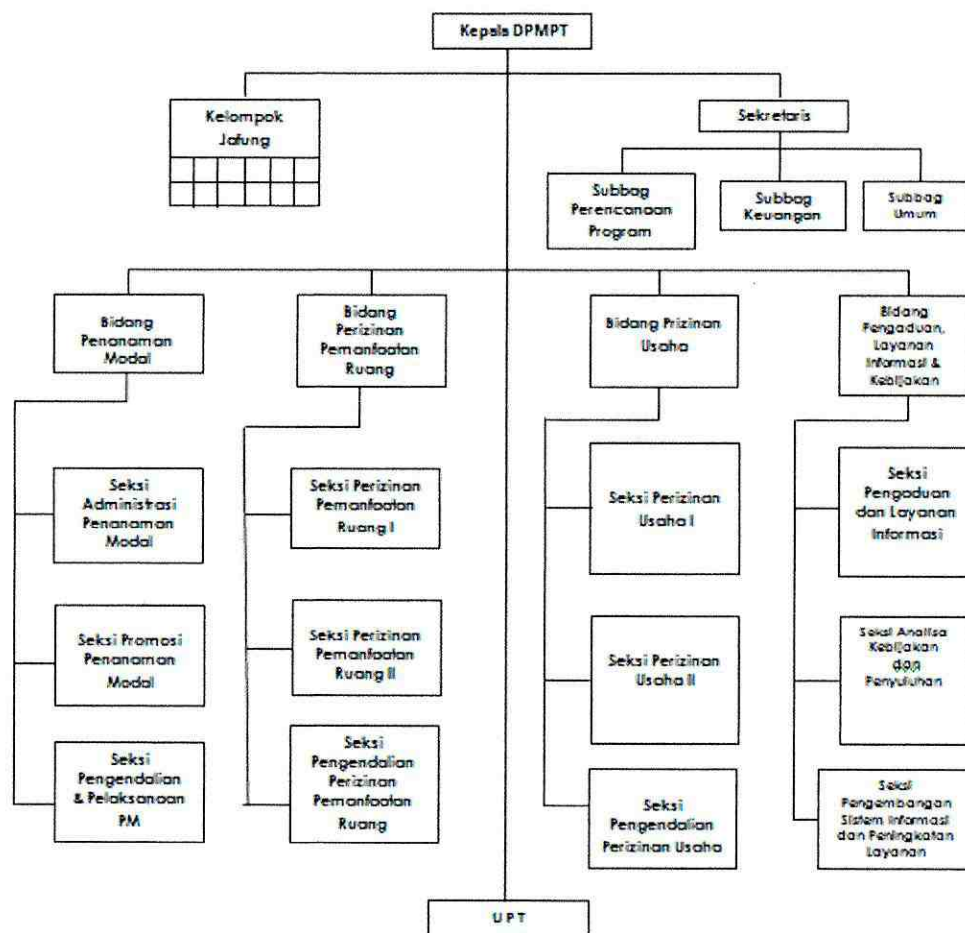 Kepala DPMPT
Kelompok
Jafung
Sekretaris
Subbag
Perencanaan
Program
Subbag
Keuangan
Subbag
Umum
Bidang
Penanaman
Modal
Bidang
Perizinan
Pemanfaatan
Ruang
Bidang Prizinan
Usaha
Bidang
Pengaduan,
Layanan
Informasi &
Kebijakan
Seksi
Administrasi
Penanaman
Modal
Seksi Perizinan
Pemanfaatan
Ruang I
Seksi Perizinan
Usaha I
Seksi
Pengaduan
dan Layanan
Informasi
Seksi Promosi
Penanaman
Modal
Seksi Perizinan
Pemanfaatan
Ruang II
Seksi Perizinan
Usaha II
Seksi Analisa
Kebijakan
dan
Penyuluhan
Seksi
Pengendalian
& Pelaksanaan
PM
Seksi
Pengendalian
Perizinan
Pemanfaatan
Ruang
Seksi
Pengendalian
Perizinan Usaha
Seksi
Pengembangan
Sistem Informasi
dan Peningkatan
Layanan
U P T